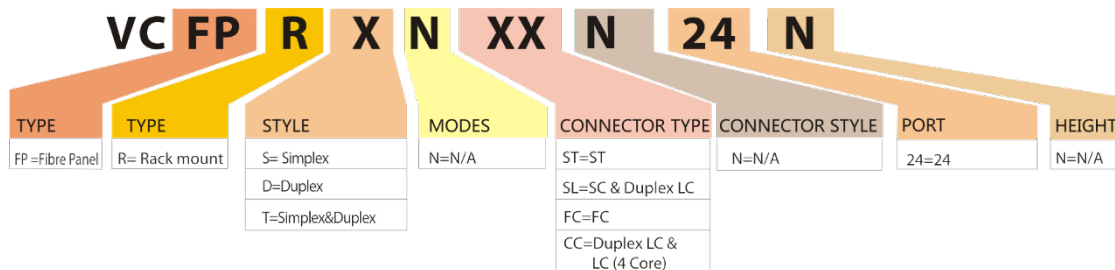 VC FP R X N XX N 24 N
TYPE TYPE STYLE MODES CONNECTOR TYPE CONNECTOR STYLE PORT HEIGHT
FP =Fibre Panel R= Rack mount S= Simplex N=N/A ST=ST N=N/A 24=24 N=N/A
D=Duplex SL=SC & Duplex LC
T=Simplex&Duplex FC=FC
CC=Duplex LC &
LC (4 Core)